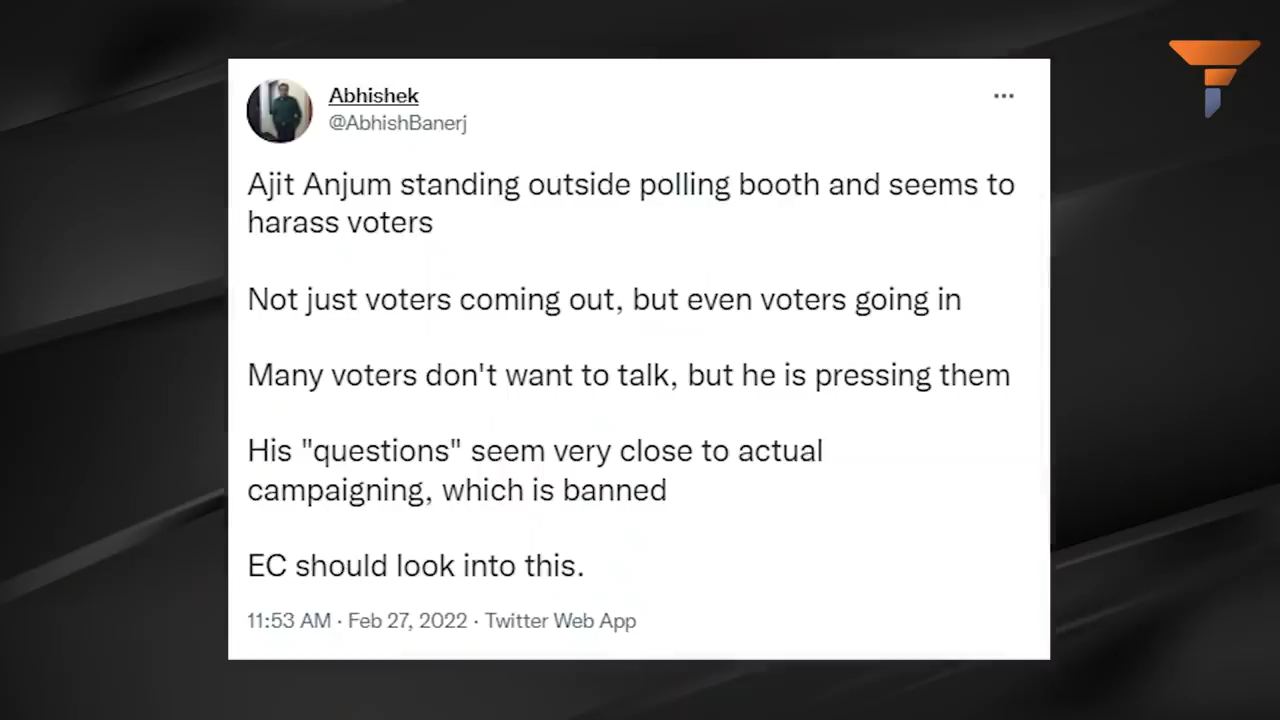 Abhishek
@AbhishBanerj
Ajit Anjum standing outside polling booth and seems to
harass voters
Not just voters coming out, but even voters going in
Many voters don't want to talk, but he is pressing them
His "questions" seem very close to actual
campaigning, which is banned
EC should look into this.
11:53 AM · Feb 27, 2022 · Twitter Web App